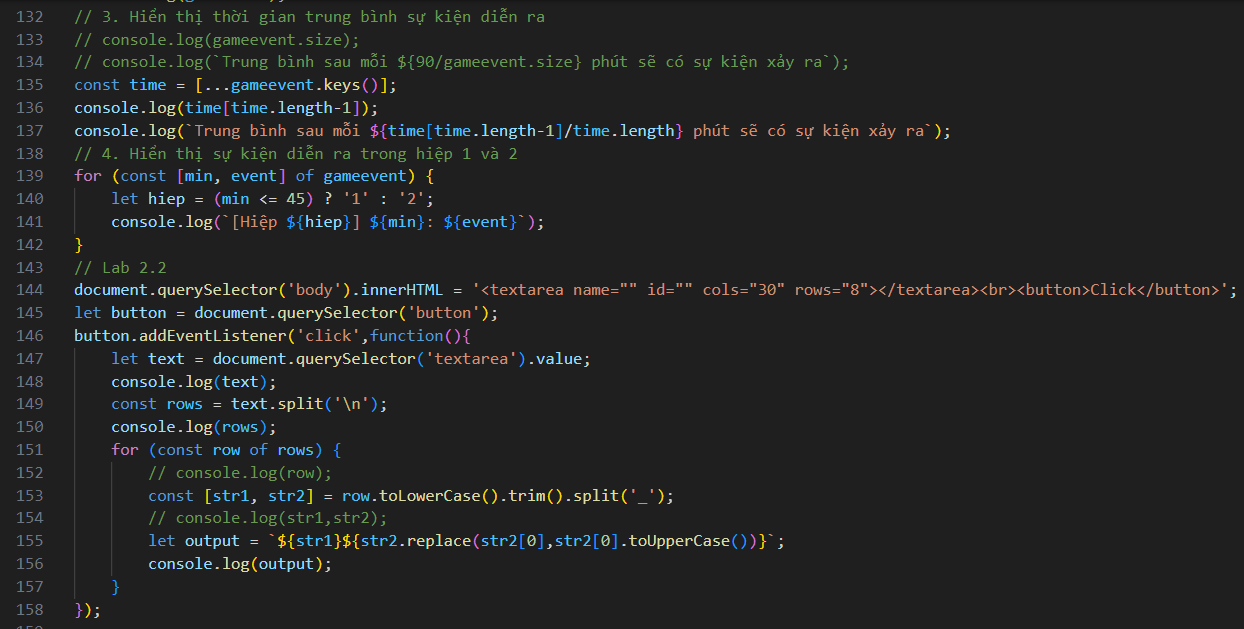 132 // 3. Hiển thị thời gian trung bình sự kiện diễn ra
133 // console.log(gameevent.size);
134 // console.log(`Trung bình sau mỗi ${90/gameevent.size} phút sẽ có sự kiện xảy ra`);
135 const time = [...gameevent.keys()];
136 console.log(time[time.length-1]);
137 console.log(`Trung bình sau mỗi ${time[time.length-1]/time.length} phút sẽ có sự kiện xảy ra`);
138 // 4. Hiển thị sự kiện diễn ra trong hiệp 1 và 2
139 for (const [min, event] of gameevent) {
140     let hiep = (min <= 45) ? '1' : '2';
141     console.log(`[Hiệp ${hiep}] ${min}: ${event}`);
142 }
143 // Lab 2.2
144 document.querySelector('body').innerHTML = '<textarea name="" id="" cols="30" rows="8"></textarea><br><button>Click</button>';
145 let button = document.querySelector('button');
146 button.addEventListener('click',function(){
147     let text = document.querySelector('textarea').value;
148     console.log(text);
149     const rows = text.split('\n');
150     console.log(rows);
151     for (const row of rows) {
152         // console.log(row);
153         const [str1, str2] = row.toLowerCase().trim().split('_');
154         // console.log(str1,str2);
155         let output = `${str1}${str2.replace(str2[0],str2[0].toUpperCase())}`;
156         console.log(output);
157     }
158 });